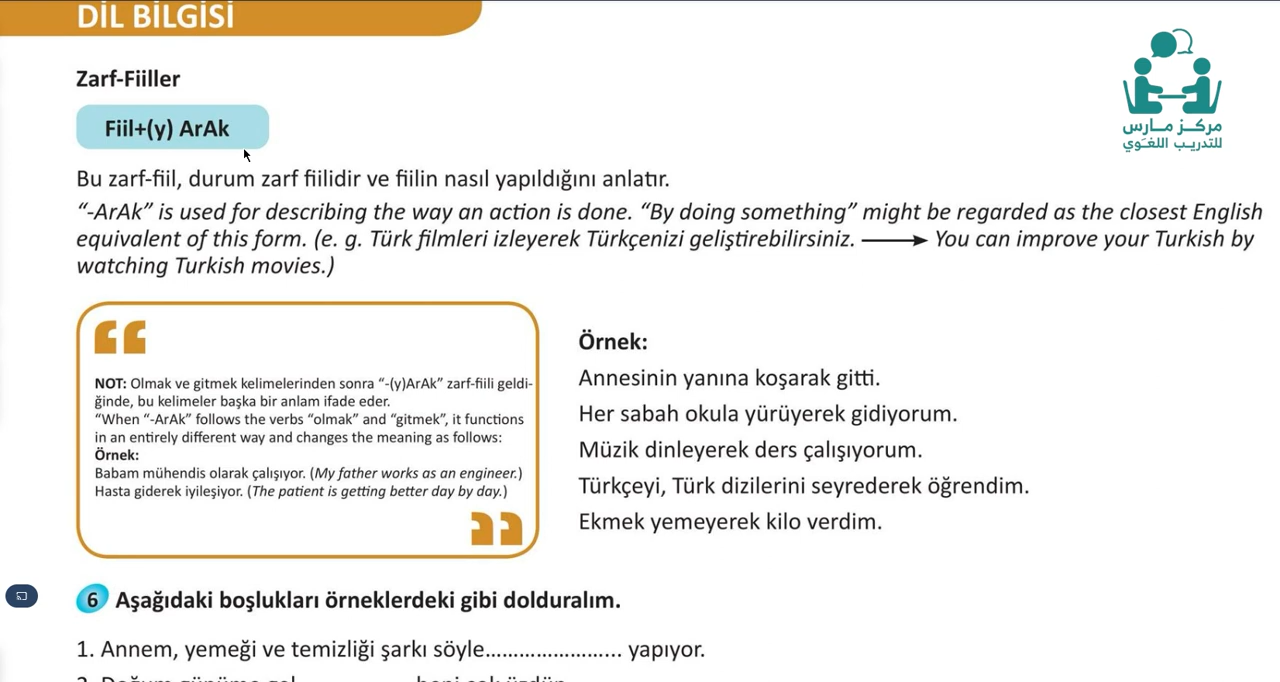 DİL BİLGİSİ
مركـز مـارس
للتدريب اللغـوي
Zarf-Fiiller
Fiil+(y) ArAk
Bu zarf-fiil, durum zarf fiilidir ve fiilin nasıl yapıldığını anlatır.
“-ArAk” is used for describing the way an action is done. “By doing something” might be regarded as the closest English
equivalent of this form. (e. g. Türk filmleri izleyerek Türkçenizi geliştirebilirsiniz. ⟶ You can improve your Turkish by
watching Turkish movies.)
NOT: Olmak ve gitmek kelimelerinden sonra “-(y)ArAk” zarf-fiili geldi-
ğinde, bu kelimeler başka bir anlam ifade eder.
“When “-ArAk” follows the verbs “olmak” and “gitmek”, it functions
in an entirely different way and changes the meaning as follows:
Örnek:
Babam mühendis olarak çalışıyor. (My father works as an engineer.)
Hasta giderek iyileşiyor. (The patient is getting better day by day.)
Örnek:
Annesinin yanına koşarak gitti.
Her sabah okula yürüyerek gidiyorum.
Müzik dinleyerek ders çalışıyorum.
Türkçeyi, Türk dizilerini seyrederek öğrendim.
Ekmek yemeyerek kilo verdim.
6 Aşağıdaki boşlukları örneklerdeki gibi dolduralım.
1. Annem, yemeği ve temizliği şarkı söyle…………………... yapıyor.